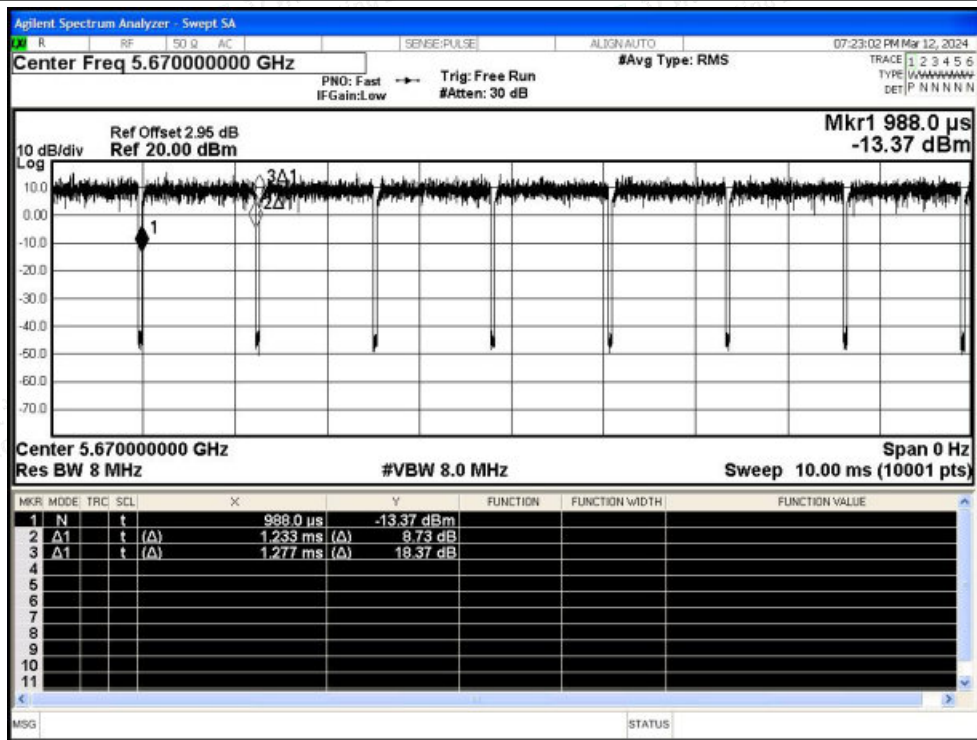 Agilent Spectrum Analyzer - Swept SA
R RF 50 Ω AC SENSE:PULSE ALIGNAUTO 07:23:02 PM Mar 12, 2024
Center Freq 5.670000000 GHz #Avg Type: RMS TRACE 1 2 3 4 5 6
PNO: Fast Trig: Free Run TYPE
IFGain:Low #Atten: 30 dB DET P N N N N N
Mkr1 988.0 µs
Ref Offset 2.95 dB
10 dB/div Ref 20.00 dBm -13.37 dBm
Log
10.0
0.00
-10.0
-20.0
-30.0
-40.0
-50.0
-60.0
-70.0
3Δ1
2Δ1
1
Center 5.670000000 GHz Span 0 Hz
Res BW 8 MHz #VBW 8.0 MHz Sweep 10.00 ms (10001 pts)
MKR MODE TRC SCL X Y FUNCTION FUNCTION WIDTH FUNCTION VALUE
1 N t 988.0 µs -13.37 dBm
2 Δ1 t (Δ) 1.233 ms (Δ) 8.73 dB
3 Δ1 t (Δ) 1.277 ms (Δ) 18.37 dB
4
5
6
7
8
9
10
11
MSG STATUS